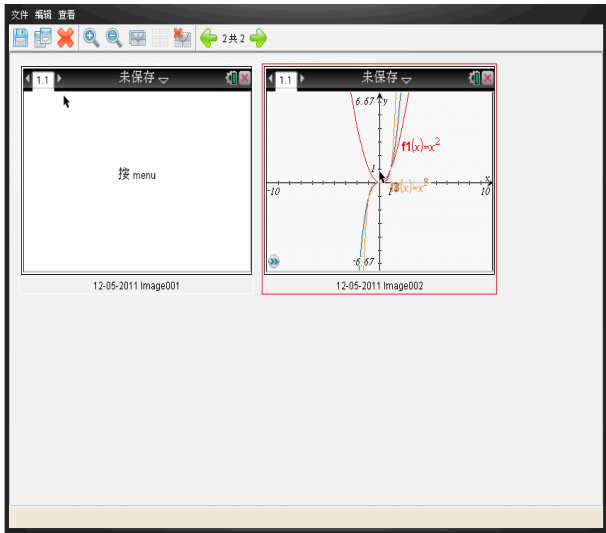 文件 编辑 查看
2共2
1.1 未保存
按 menu
12-05-2011 Image001
1.1 未保存
6.67 y
f1(x)=x²
1
x
-10
1
10
-6.67
12-05-2011 Image002